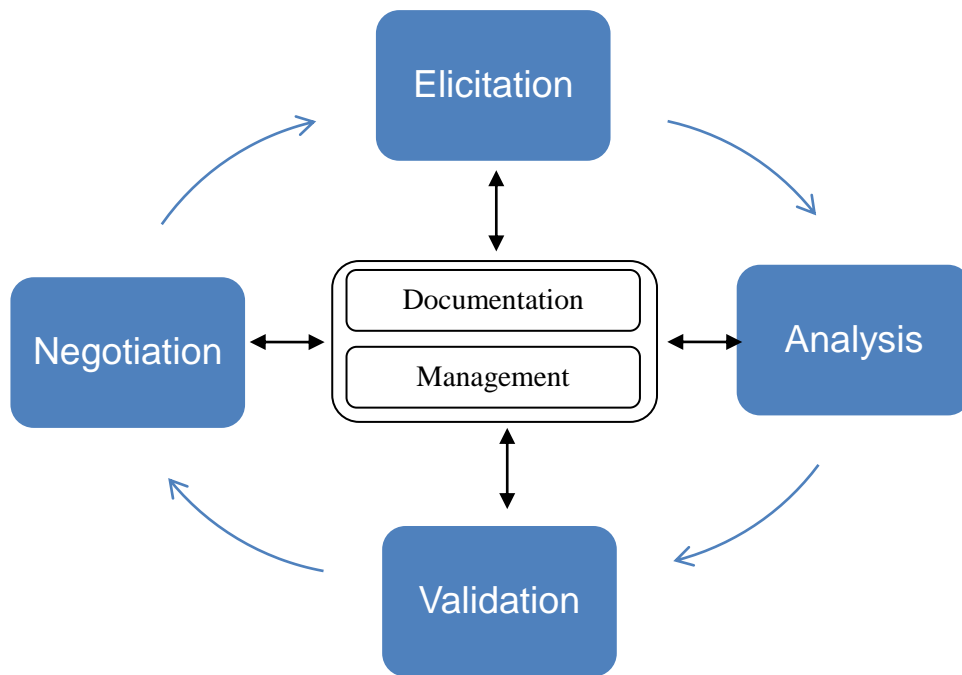 Elicitation
Documentation
Negotiation
Analysis
Management
Validation